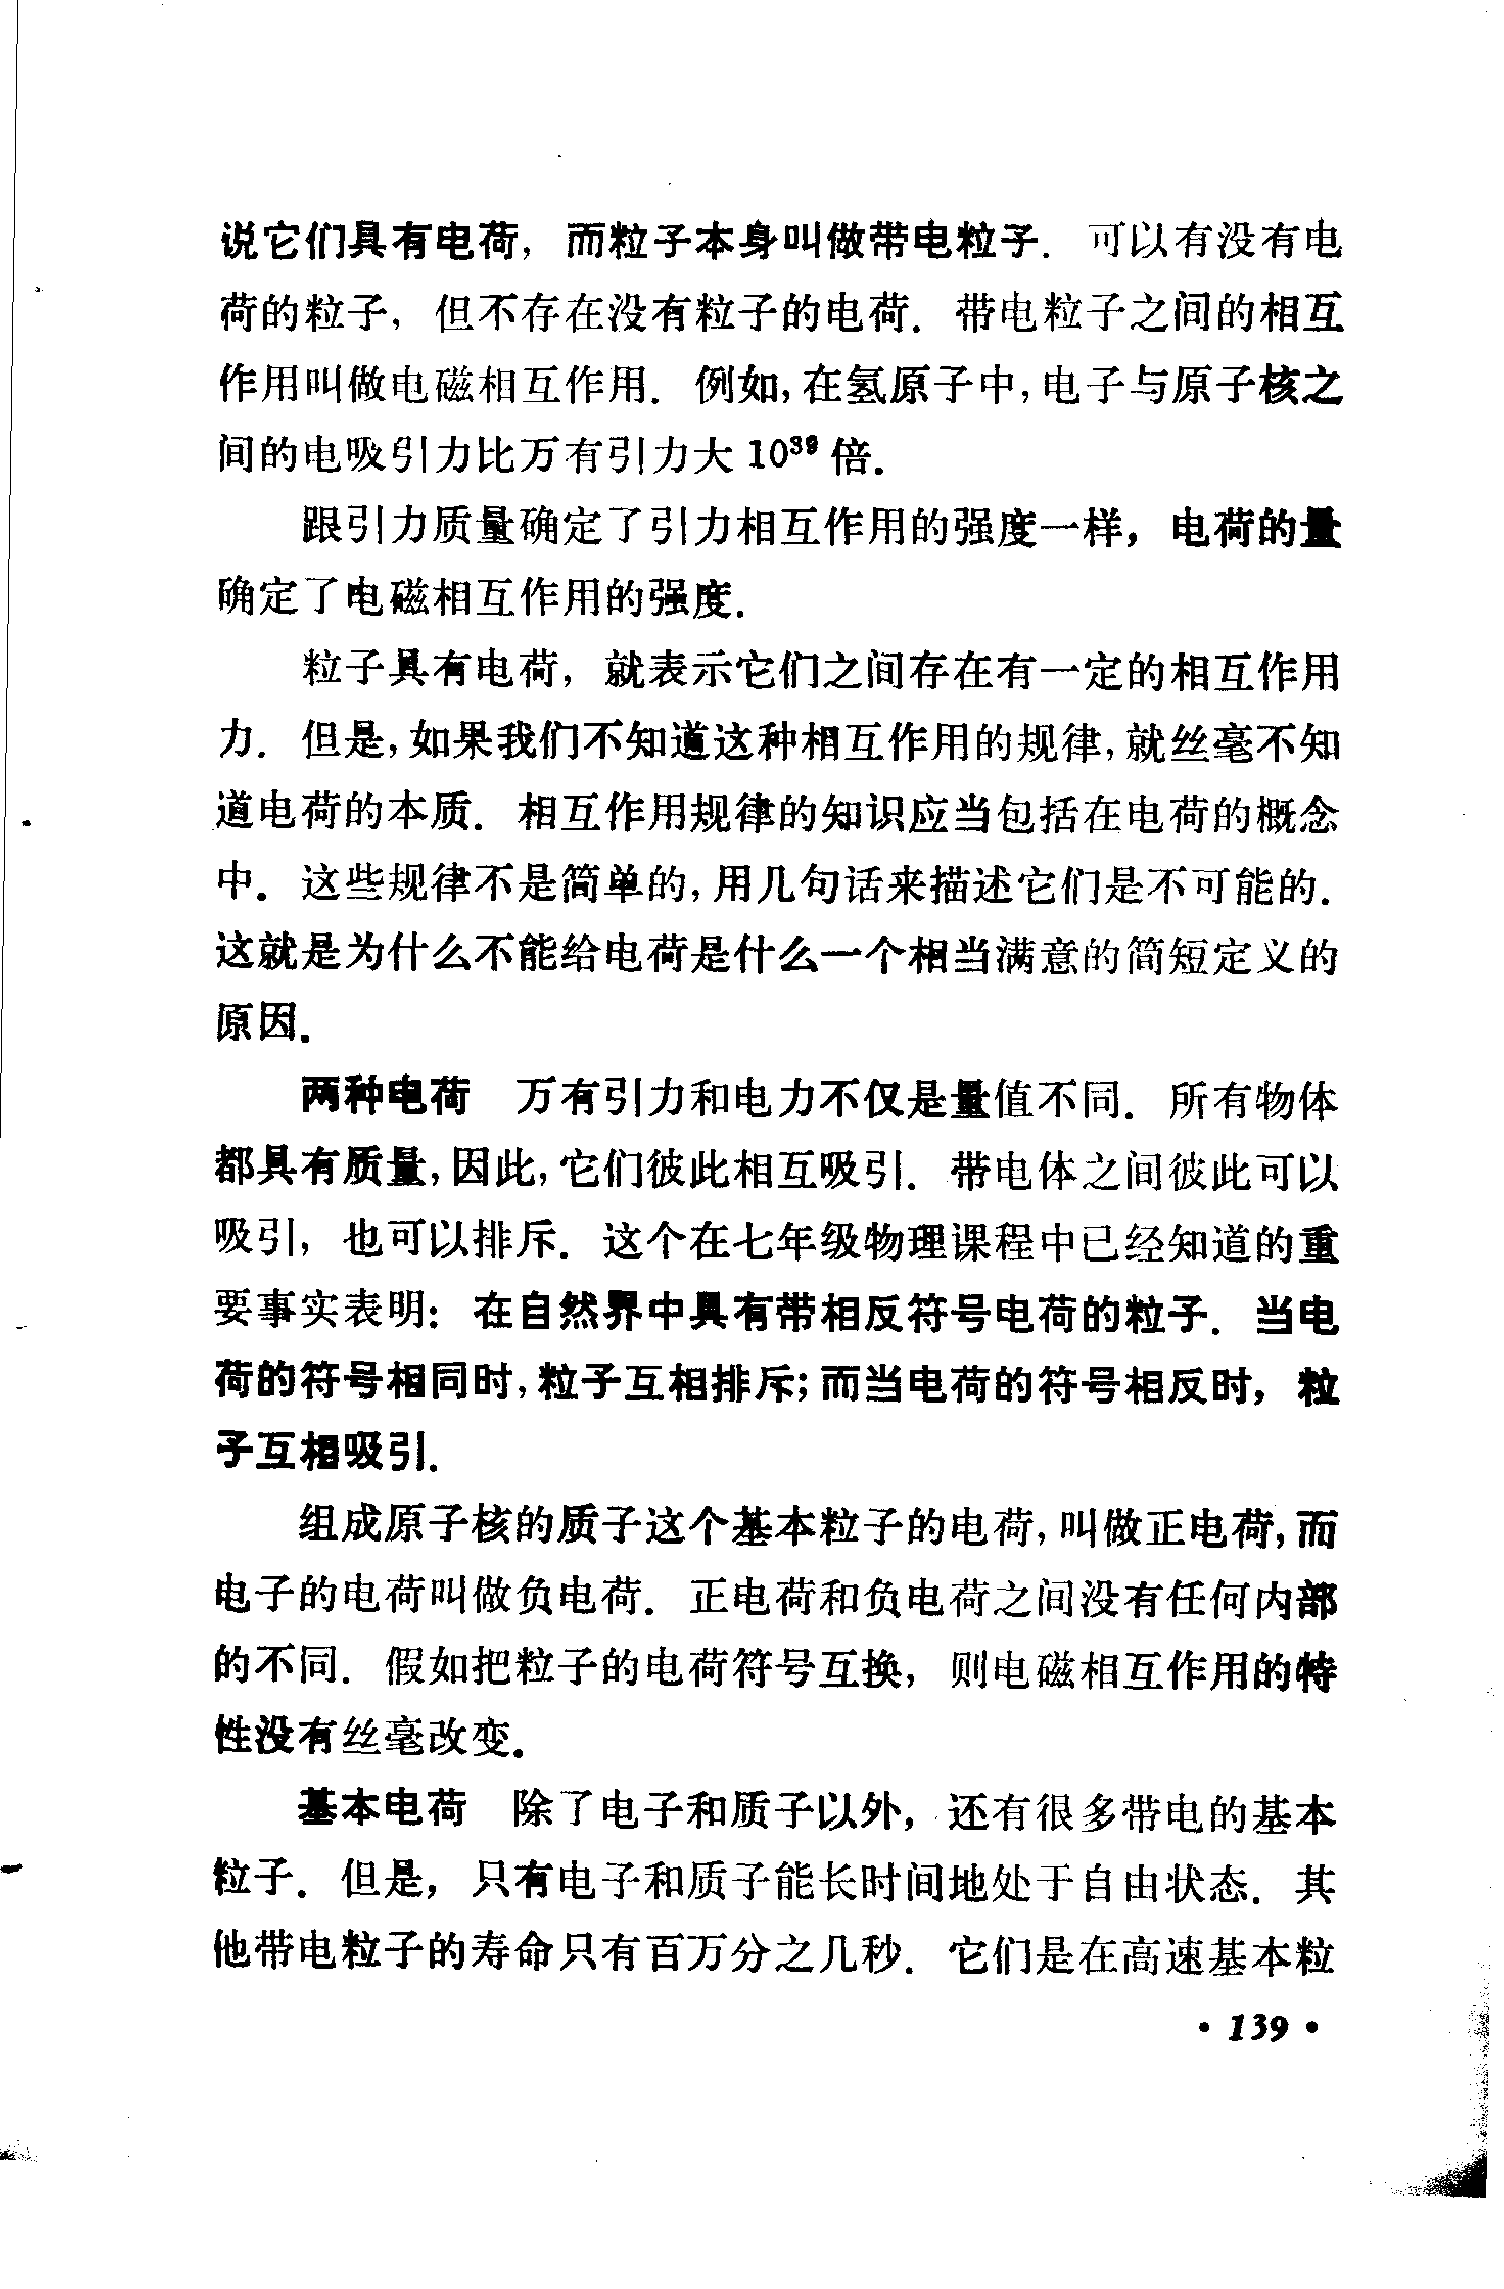 说它们具有电荷，而粒子本身叫做带电粒子．可以有没有电
荷的粒子，但不存在没有粒子的电荷．带电粒子之间的相互
作用叫做电磁相互作用．例如，在氢原子中，电子与原子核之
间的电吸引力比万有引力大 10³⁹ 倍．
跟引力质量确定了引力相互作用的强度一样，电荷的量
确定了电磁相互作用的强度．
粒子具有电荷，就表示它们之间存在有一定的相互作用
力．但是，如果我们不知道这种相互作用的规律，就丝毫不知
道电荷的本质．相互作用规律的知识应当包括在电荷的概念
中．这些规律不是简单的，用几句话来描述它们是不可能的．
这就是为什么不能给电荷是什么一个相当满意的简短定义的
原因．
两种电荷　万有引力和电力不仅是量值不同．所有物体
都具有质量，因此，它们彼此相互吸引．带电体之间彼此可以
吸引，也可以排斥．这个在七年级物理课程中已经知道的重
要事实表明：在自然界中具有带相反符号电荷的粒子．当电
荷的符号相同时，粒子互相排斥；而当电荷的符号相反时，粒
子互相吸引．
组成原子核的质子这个基本粒子的电荷，叫做正电荷，而
电子的电荷叫做负电荷．正电荷和负电荷之间没有任何内部
的不同．假如把粒子的电荷符号互换，则电磁相互作用的特
性没有丝毫改变．
基本电荷　除了电子和质子以外，还有很多带电的基本
粒子．但是，只有电子和质子能长时间地处于自由状态．其
他带电粒子的寿命只有百万分之几秒．它们是在高速基本粒
• 139 •